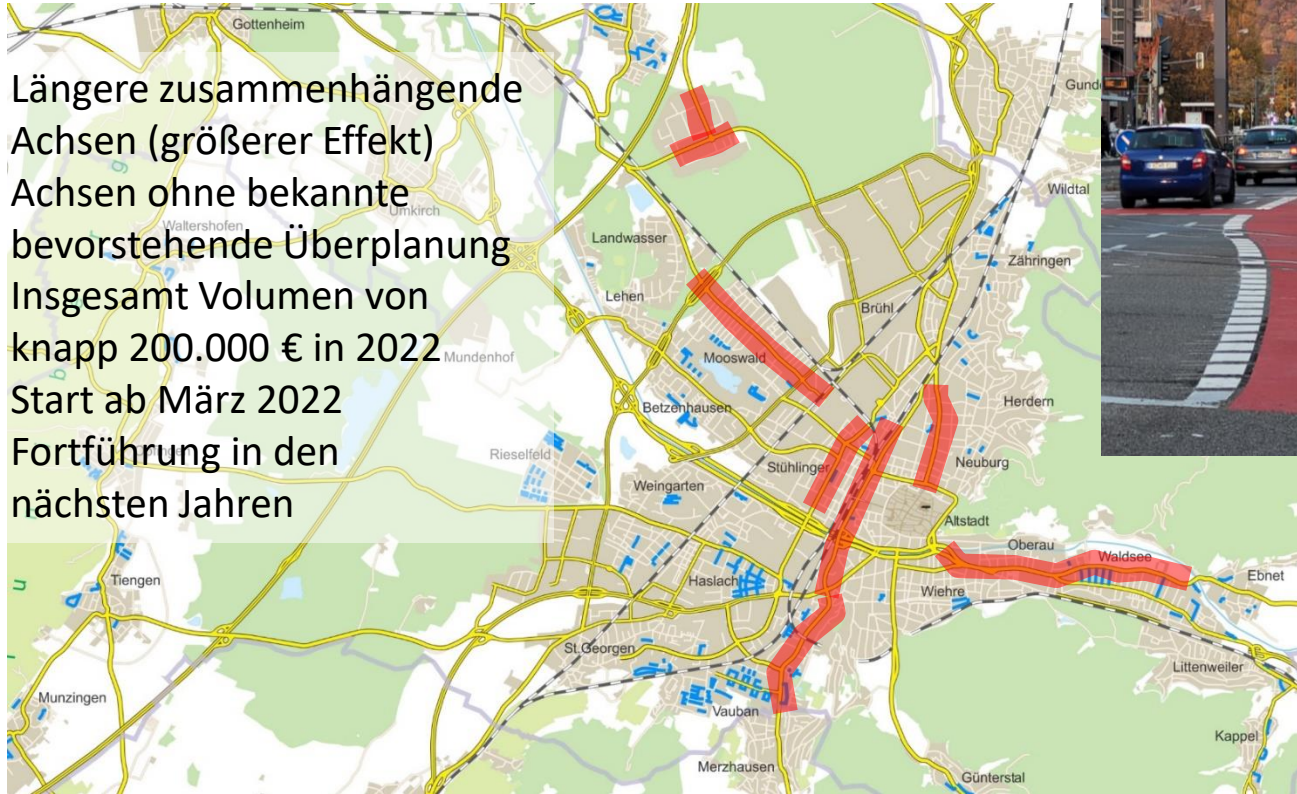 Gottenheim
Längere zusammenhängende
Achsen (größerer Effekt)
Achsen ohne bekannte
bevorstehende Überplanung
Insgesamt Volumen von
knapp 200.000 € in 2022
Start ab März 2022
Fortführung in den
nächsten Jahren
Waltershofen
Umkirch
Mundenhof
Gund
Wildtal
Landwasser
Zähringen
Lehen
Brühl
Mooswald
Betzenhausen
Herdern
Rieselfeld
Stühlinger
Neuburg
Weingarten
Altstadt
Oberau
Waldsee
Ebnet
Tiengen
Haslach
Wiehre
St.Georgen
Littenweiler
Munzingen
Vauban
Kappel
Merzhausen
Günterstal